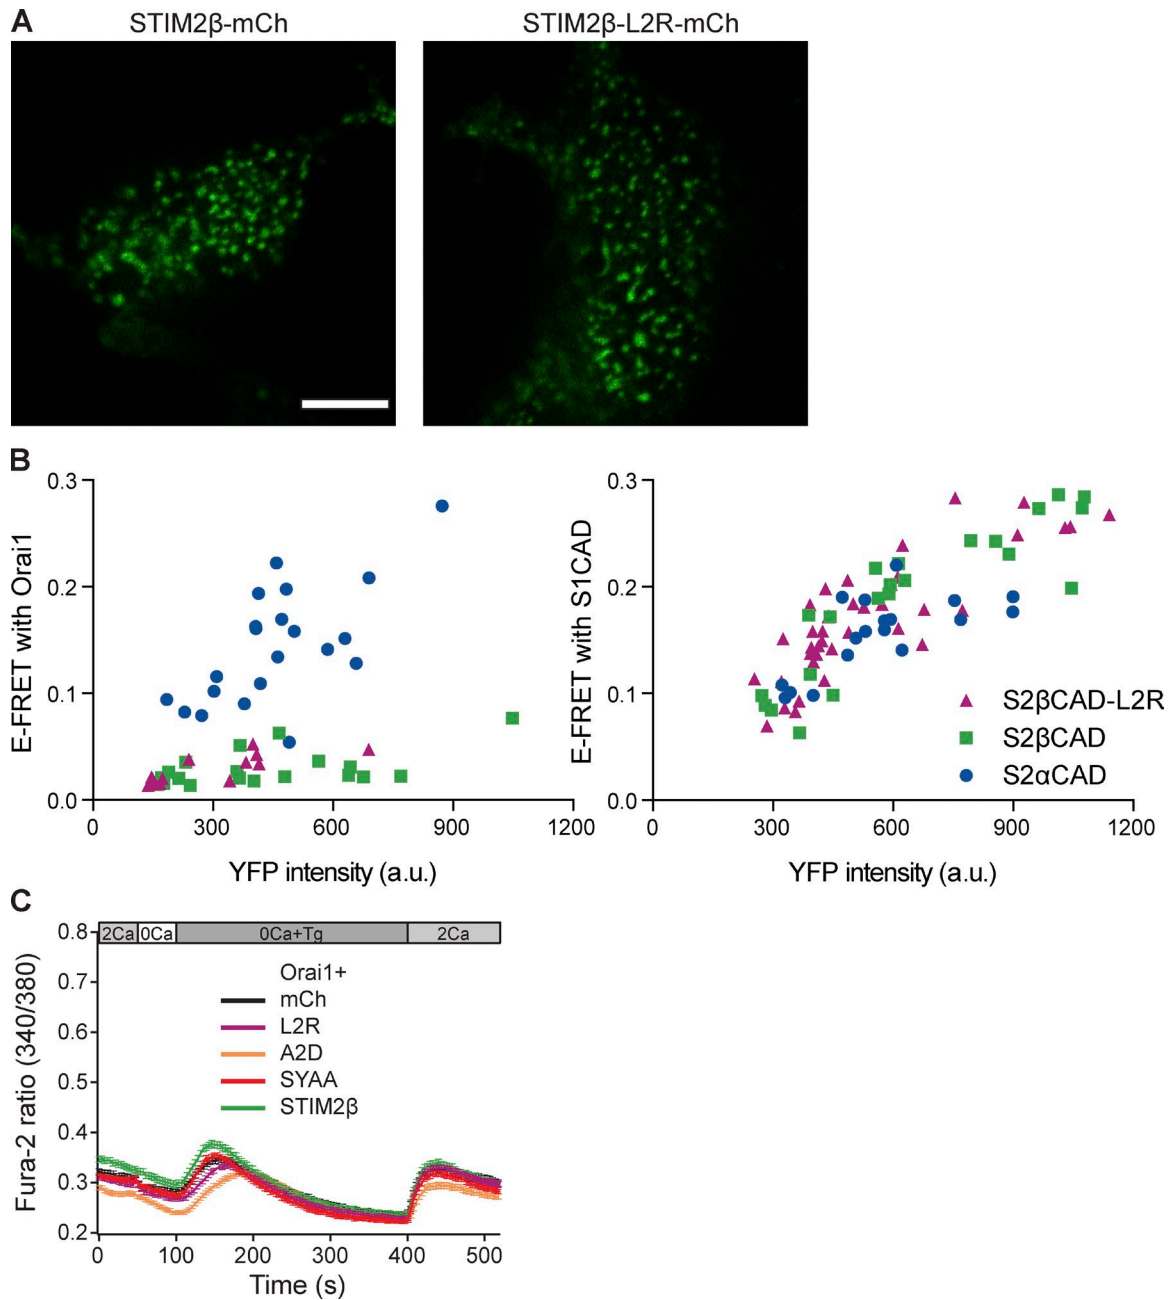 A
STIM2β-mCh
STIM2β-L2R-mCh
B
E-FRET with Orai1
0.3
0.2
0.1
0.0
0 300 600 900 1200
YFP intensity (a.u.)
E-FRET with S1CAD
0.3
0.2
0.1
0.0
S2βCAD-L2R
S2βCAD
S2αCAD
0 300 600 900 1200
YFP intensity (a.u.)
C
Fura-2 ratio (340/380)
0.8
0.7
0.6
0.5
0.4
0.3
0.2
2Ca 0Ca 0Ca+Tg 2Ca
Orai1+
mCh
L2R
A2D
SYAA
STIM2β
0 100 200 300 400 500
Time (s)